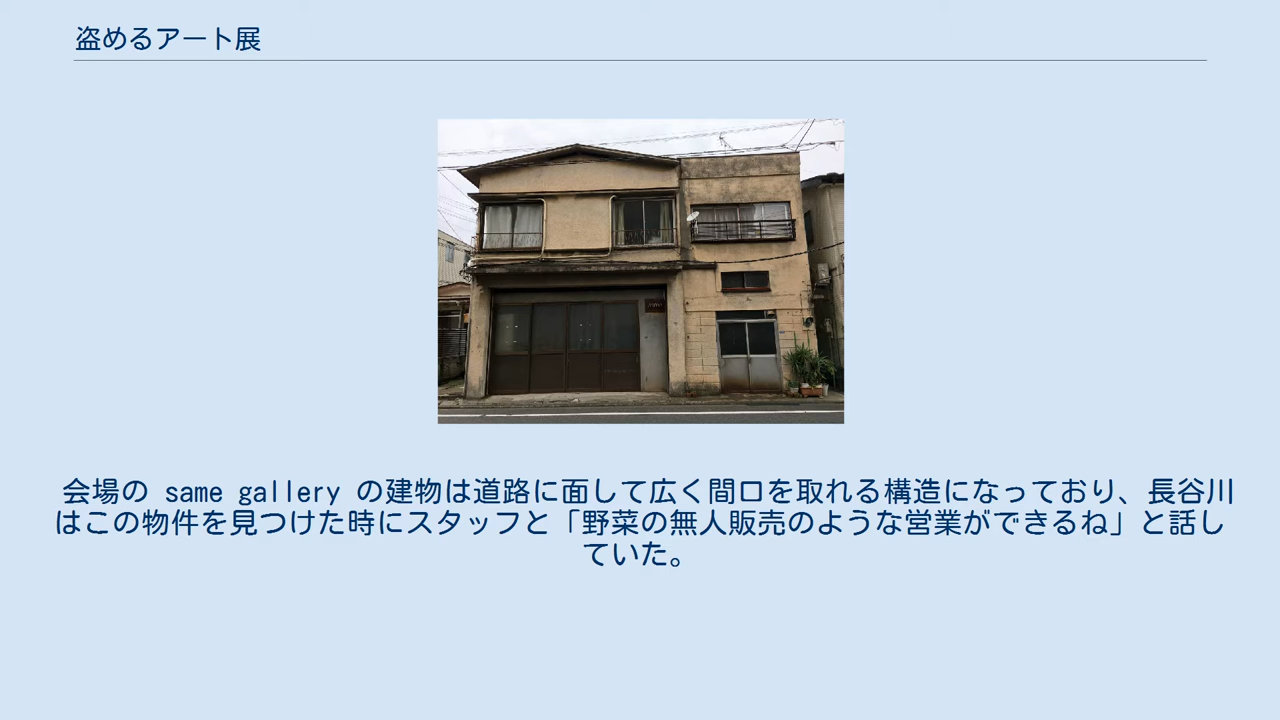 盗めるアート展
会場の same gallery の建物は道路に面して広く間口を取れる構造になっており、長谷川
はこの物件を見つけた時にスタッフと「野菜の無人販売のような営業ができるね」と話し
ていた。